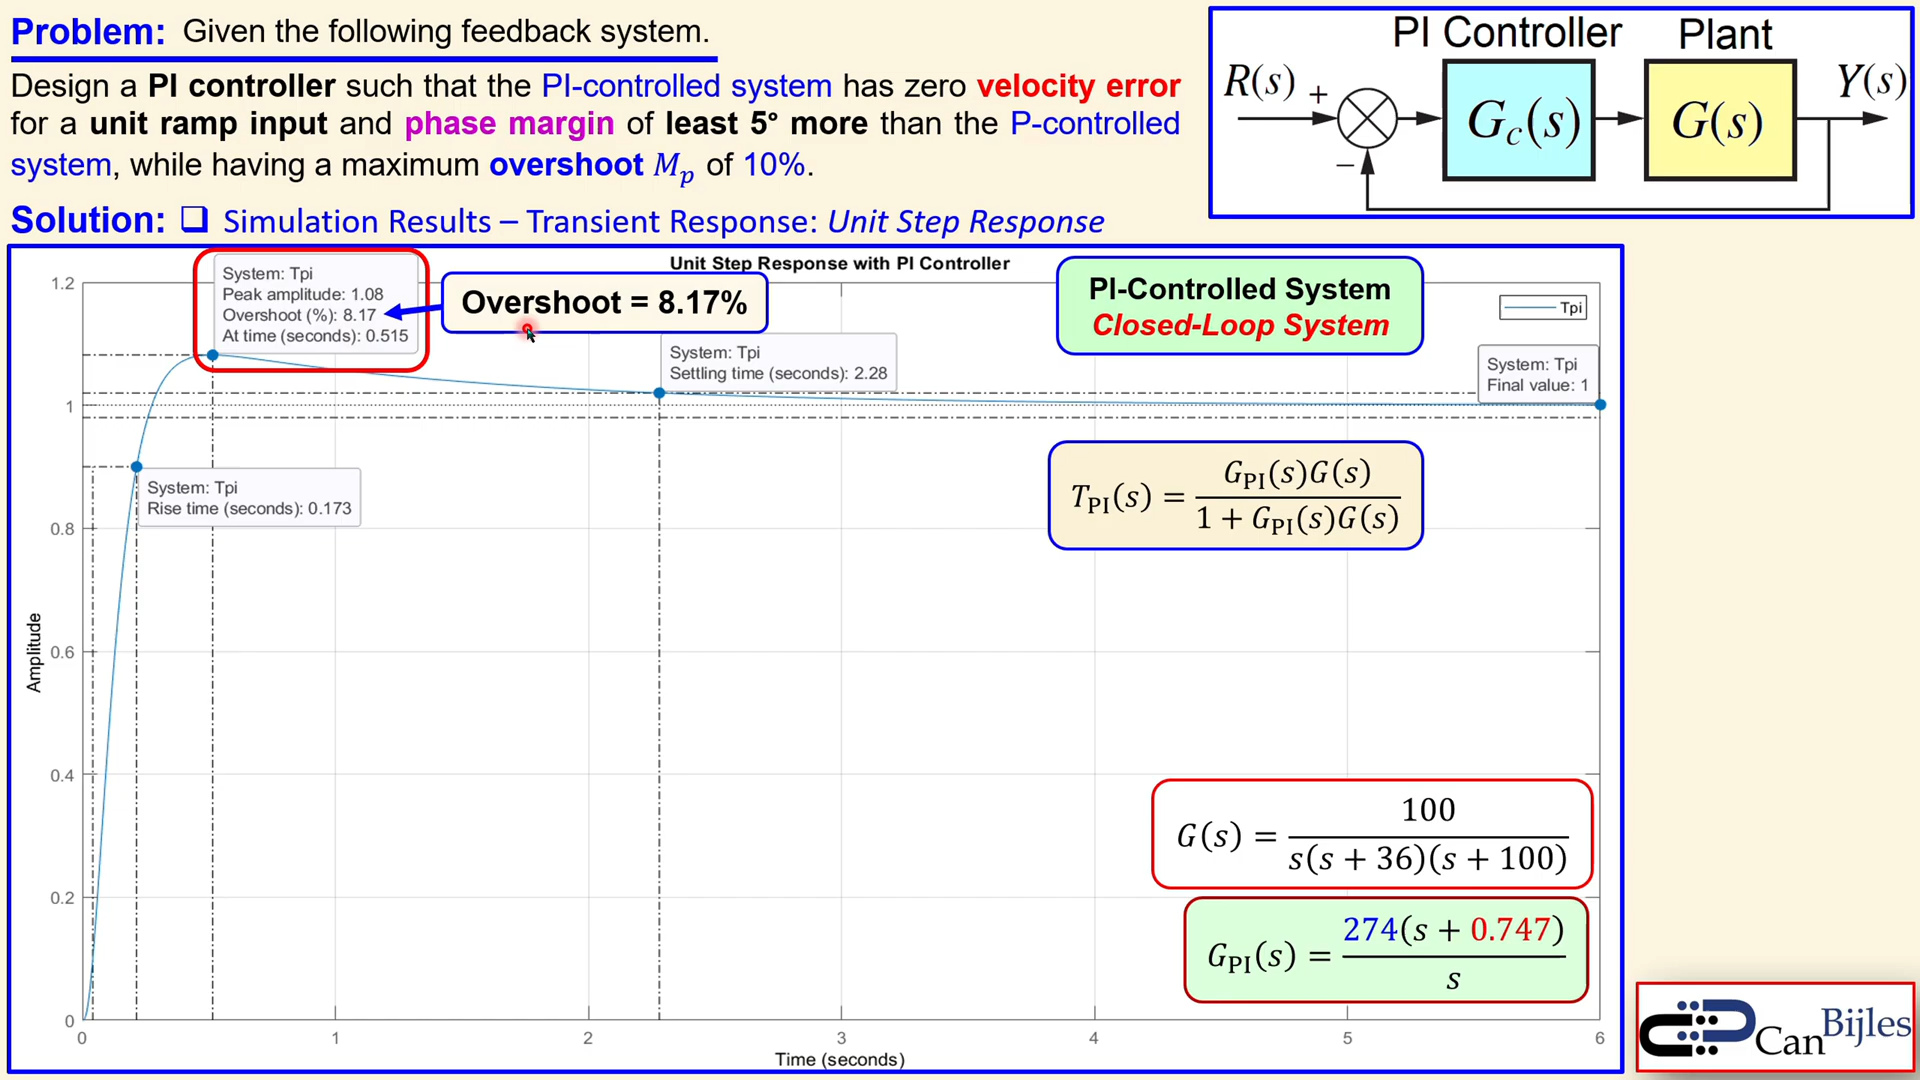 Problem: Given the following feedback system.
Design a PI controller such that the PI-controlled system has zero velocity error
for a unit ramp input and phase margin of least 5° more than the P-controlled
system, while having a maximum overshoot Mp of 10%.
PI Controller Plant
R(s) + − Gc(s) G(s) Y(s)
Solution: ❑ Simulation Results – Transient Response: Unit Step Response
Unit Step Response with PI Controller
System: Tpi
Peak amplitude: 1.08
Overshoot (%): 8.17
At time (seconds): 0.515
Overshoot = 8.17%
PI-Controlled System
Closed-Loop System
Tpi
System: Tpi
Settling time (seconds): 2.28
System: Tpi
Final value: 1
System: Tpi
Rise time (seconds): 0.173
T_PI(s) = G_PI(s)G(s) / 1 + G_PI(s)G(s)
G(s) = 100 / s(s + 36)(s + 100)
G_PI(s) = 274(s + 0.747) / s
Amplitude
1.2
1
0.8
0.6
0.4
0.2
0
0 1 2 3 4 5 6
Time (seconds)
CanBijles